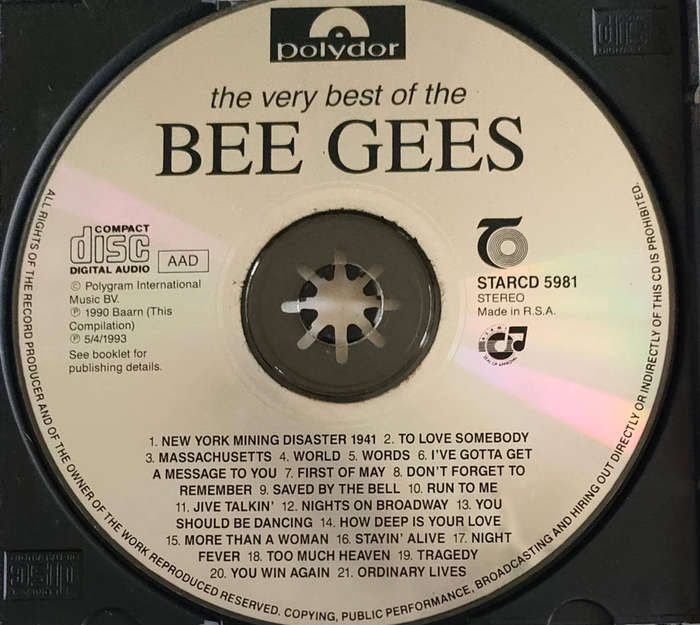 polydor
the very best of the
BEE GEES
COMPACT
disc
DIGITAL AUDIO
AAD
© Polygram International
Music BV.
℗ 1990 Baarn (This
Compilation)
℗ 5/4/1993
See booklet for
publishing details.
STARCD 5981
STEREO
Made in R.S.A.
1. NEW YORK MINING DISASTER 1941 2. TO LOVE SOMEBODY
3. MASSACHUSETTS 4. WORLD 5. WORDS 6. I'VE GOTTA GET
A MESSAGE TO YOU 7. FIRST OF MAY 8. DON'T FORGET TO
REMEMBER 9. SAVED BY THE BELL 10. RUN TO ME
11. JIVE TALKIN' 12. NIGHTS ON BROADWAY 13. YOU
SHOULD BE DANCING 14. HOW DEEP IS YOUR LOVE
15. MORE THAN A WOMAN 16. STAYIN' ALIVE 17. NIGHT
FEVER 18. TOO MUCH HEAVEN 19. TRAGEDY
20. YOU WIN AGAIN 21. ORDINARY LIVES
ALL RIGHTS OF THE RECORD PRODUCER AND OF THE OWNER OF THE WORK REPRODUCED RESERVED. COPYING, PUBLIC PERFORMANCE, BROADCASTING AND HIRING OUT DIRECTLY OR INDIRECTLY OF THIS CD IS PROHIBITED.